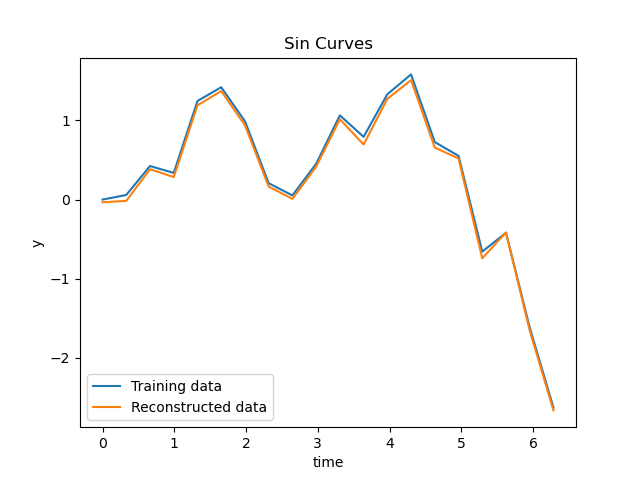 Sin Curves
y
1
0
−1
−2
Training data
Reconstructed data
0 1 2 3 4 5 6
time